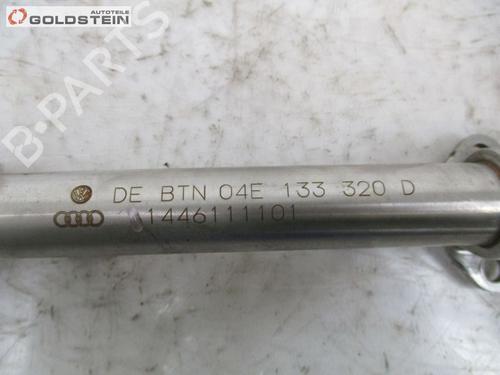 AUTOTEILE
GOLDSTEIN
DE BTN 04E 133 320 D
1446111101
B-PARTS